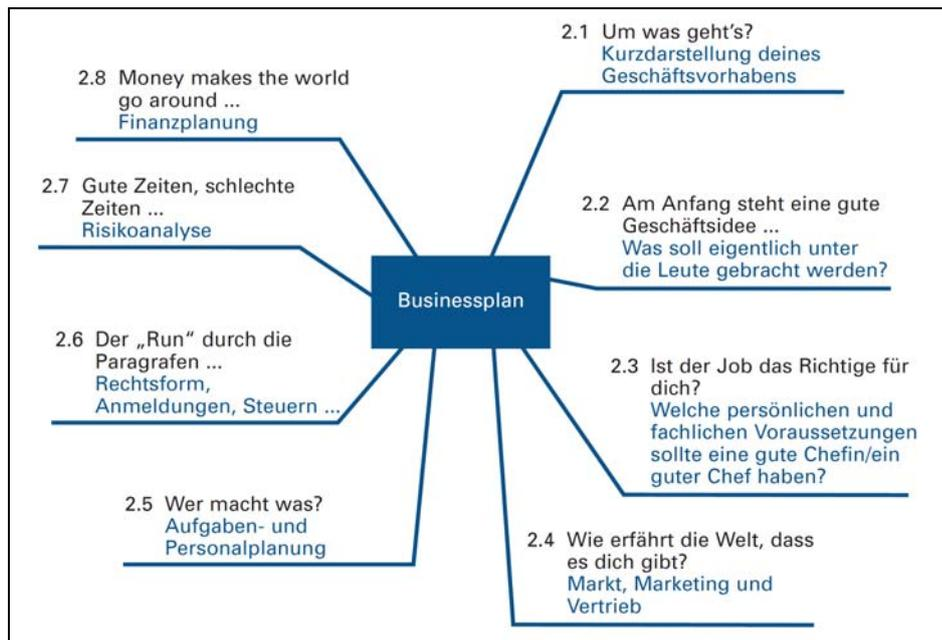 2.1 Um was geht's?
Kurzdarstellung deines
Geschäftsvorhabens
2.2 Am Anfang steht eine gute
Geschäftsidee ...
Was soll eigentlich unter
die Leute gebracht werden?
2.3 Ist der Job das Richtige für
dich?
Welche persönlichen und
fachlichen Voraussetzungen
sollte eine gute Chefin/ein
guter Chef haben?
2.4 Wie erfährt die Welt, dass
es dich gibt?
Markt, Marketing und
Vertrieb
2.5 Wer macht was?
Aufgaben- und
Personalplanung
2.6 Der „Run“ durch die
Paragrafen ...
Rechtsform,
Anmeldungen, Steuern ...
2.7 Gute Zeiten, schlechte
Zeiten ...
Risikoanalyse
2.8 Money makes the world
go around ...
Finanzplanung
Businessplan